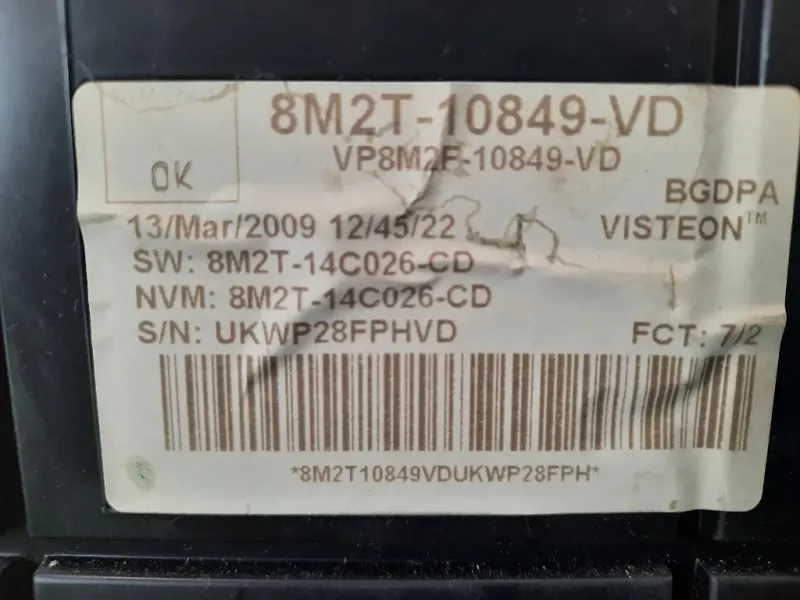 8M2T-10849-VD
VP8M2F-10849-VD
OK
BGDPA
13/Mar/2009 12/45/22 VISTEON™
SW: 8M2T-14C026-CD
NVM: 8M2T-14C026-CD
S/N: UKWP28FPHVD FCT: 7/2
*8M2T10849VDUKWP28FPH*